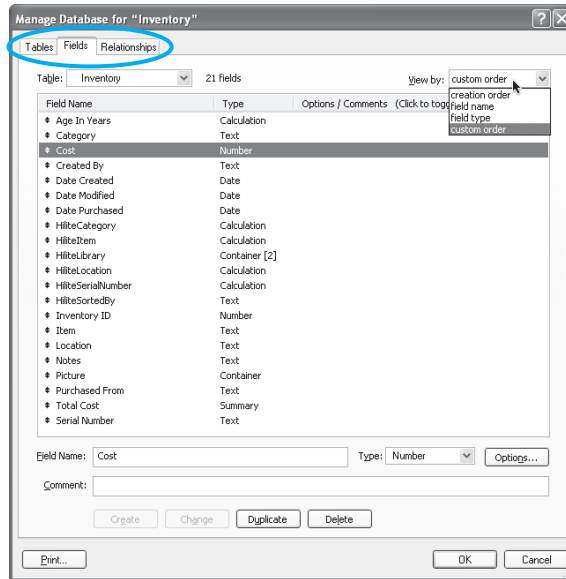 Manage Database for "Inventory"
Tables Fields Relationships
Table: Inventory 21 fields View by: custom order
creation order
field name
field type
custom order
Field Name Type Options / Comments (Click to togg
Age In Years Calculation
Category Text
Cost Number
Created By Text
Date Created Date
Date Modified Date
Date Purchased Date
HiliteCategory Calculation
HiliteItem Calculation
HiliteLibrary Container [2]
HiliteLocation Calculation
HiliteSerialNumber Calculation
HiliteSortedBy Text
Inventory ID Number
Item Text
Location Text
Notes Text
Picture Container
Purchased From Text
Total Cost Summary
Serial Number Text
Field Name: Cost Type: Number Options...
Comment:
Create Change Duplicate Delete
Print... OK Cancel